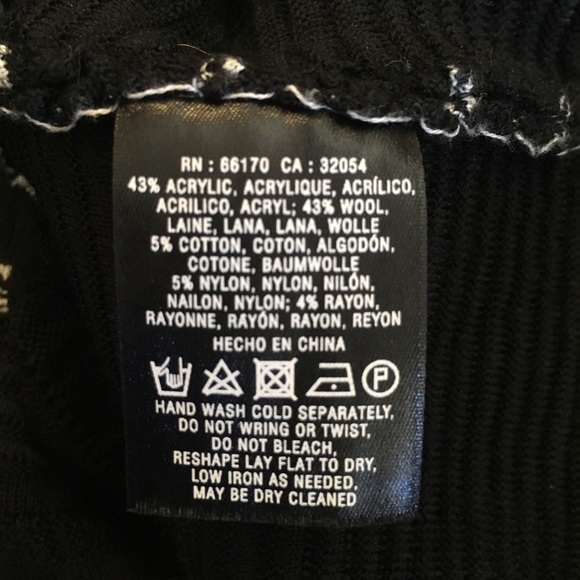 RN : 66170 CA : 32054
43% ACRYLIC, ACRYLIQUE, ACRÍLICO,
ACRILICO, ACRYL; 43% WOOL,
LAINE, LANA, LANA, WOLLE
5% COTTON, COTON, ALGODÓN,
COTONE, BAUMWOLLE
5% NYLON, NYLON, NILÓN,
NAILON, NYLON; 4% RAYON,
RAYONNE, RAYÓN, RAYON, REYON
HECHO EN CHINA
P
HAND WASH COLD SEPARATELY,
DO NOT WRING OR TWIST,
DO NOT BLEACH,
RESHAPE LAY FLAT TO DRY,
LOW IRON AS NEEDED,
MAY BE DRY CLEANED